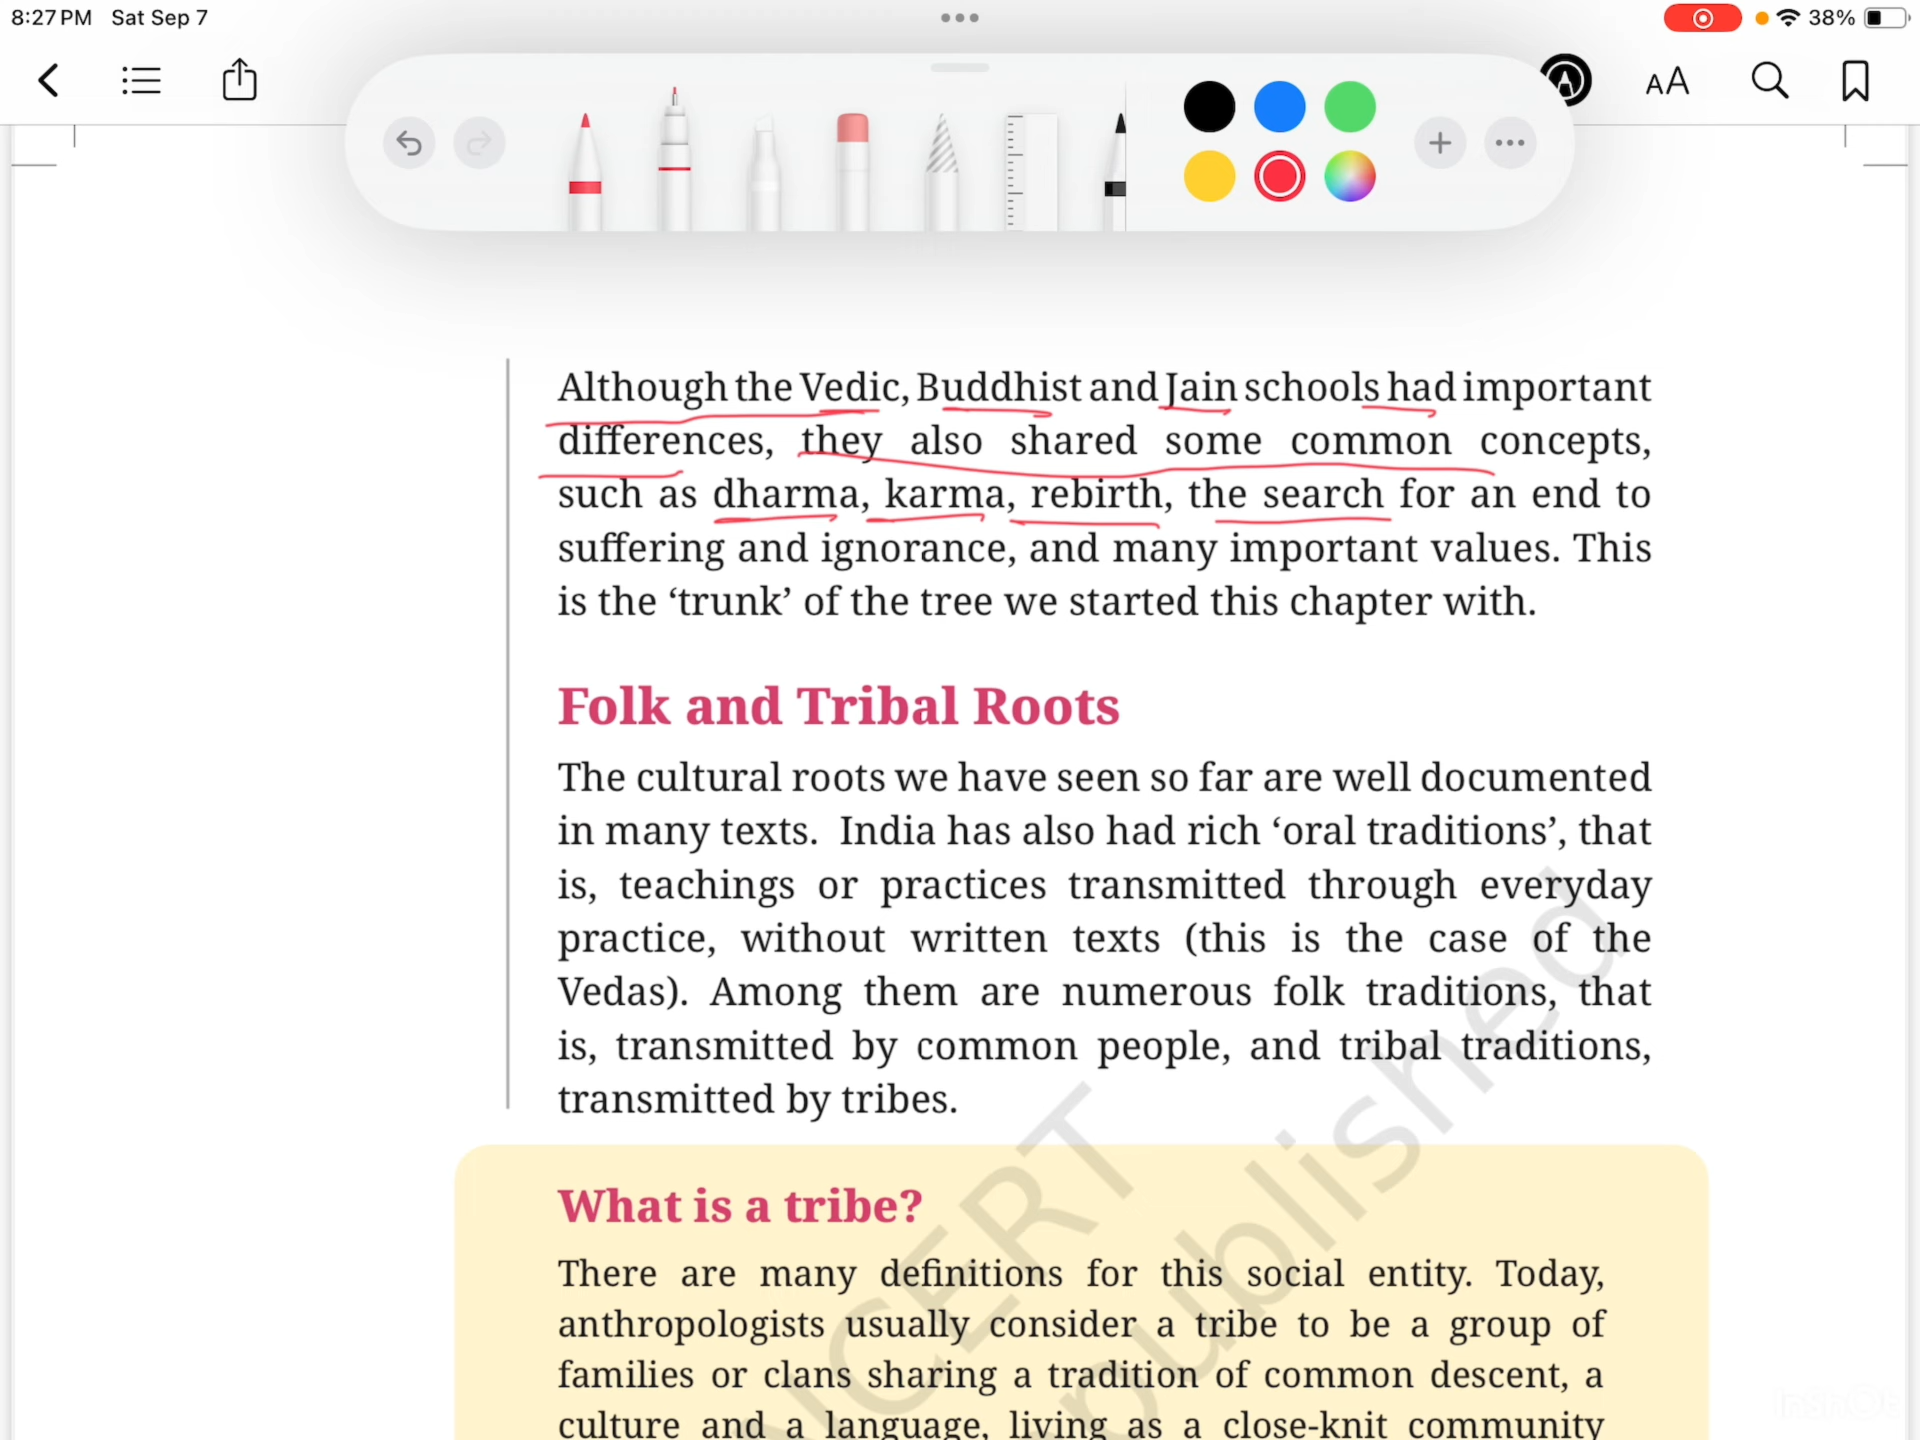 8:27 PM Sat Sep 7
38%
AA
Although the Vedic, Buddhist and Jain schools had important
differences, they also shared some common concepts,
such as dharma, karma, rebirth, the search for an end to
suffering and ignorance, and many important values. This
is the ‘trunk’ of the tree we started this chapter with.
Folk and Tribal Roots
The cultural roots we have seen so far are well documented
in many texts. India has also had rich ‘oral traditions’, that
is, teachings or practices transmitted through everyday
practice, without written texts (this is the case of the
Vedas). Among them are numerous folk traditions, that
is, transmitted by common people, and tribal traditions,
transmitted by tribes.
What is a tribe?
There are many definitions for this social entity. Today,
anthropologists usually consider a tribe to be a group of
families or clans sharing a tradition of common descent, a
culture and a language, living as a close-knit community
NCERT
published